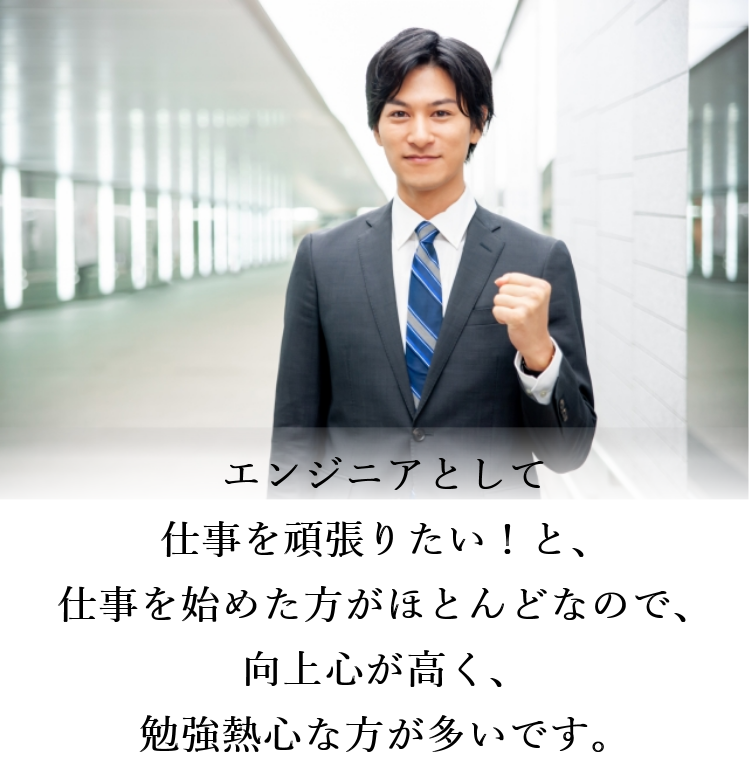 エンジニアとして
仕事を頑張りたい！と、
仕事を始めた方がほとんどなので、
向上心が高く、
勉強熱心な方が多いです。